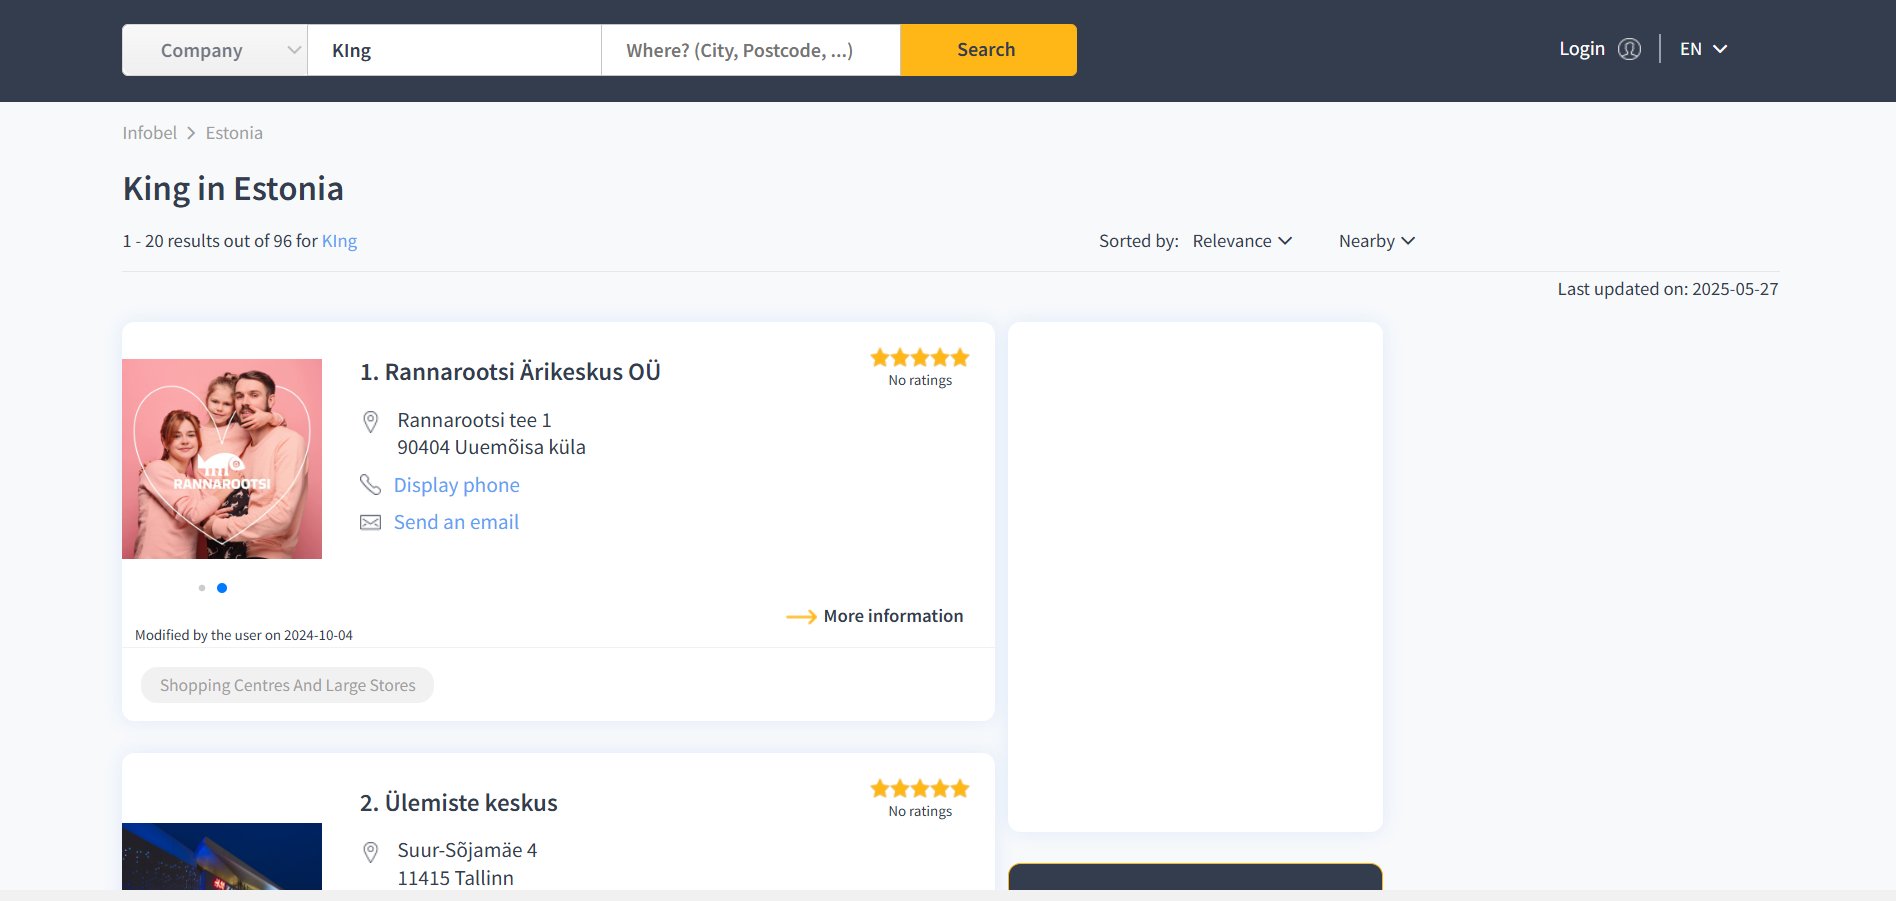 Company
KIng
Where? (City, Postcode, ...)
Search
Login
EN
Infobel > Estonia
King in Estonia
1 - 20 results out of 96 for KIng
Sorted by: Relevance
Nearby
Last updated on: 2025-05-27
RANNAROOTSI
1. Rannarootsi Ärikeskus OÜ
No ratings
Rannarootsi tee 1
90404 Uuemõisa küla
Display phone
Send an email
More information
Modified by the user on 2024-10-04
Shopping Centres And Large Stores
2. Ülemiste keskus
No ratings
Suur-Sõjamäe 4
11415 Tallinn